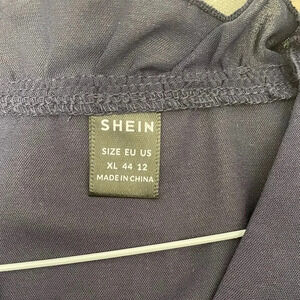 SHEIN
SIZE EU US
XL 44 12
MADE IN CHINA